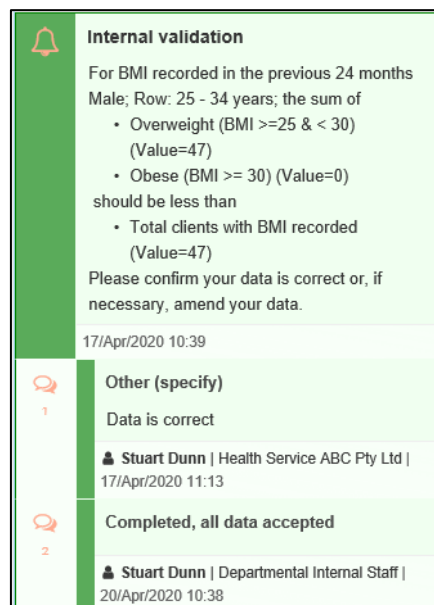 Internal validation
For BMI recorded in the previous 24 months
Male; Row: 25 - 34 years; the sum of
• Overweight (BMI >=25 & < 30)
(Value=47)
• Obese (BMI >= 30) (Value=0)
should be less than
• Total clients with BMI recorded
(Value=47)
Please confirm your data is correct or, if
necessary, amend your data.
17/Apr/2020 10:39
Other (specify)
1
Data is correct
Stuart Dunn | Health Service ABC Pty Ltd |
17/Apr/2020 11:13
Completed, all data accepted
2
Stuart Dunn | Departmental Internal Staff |
20/Apr/2020 10:38